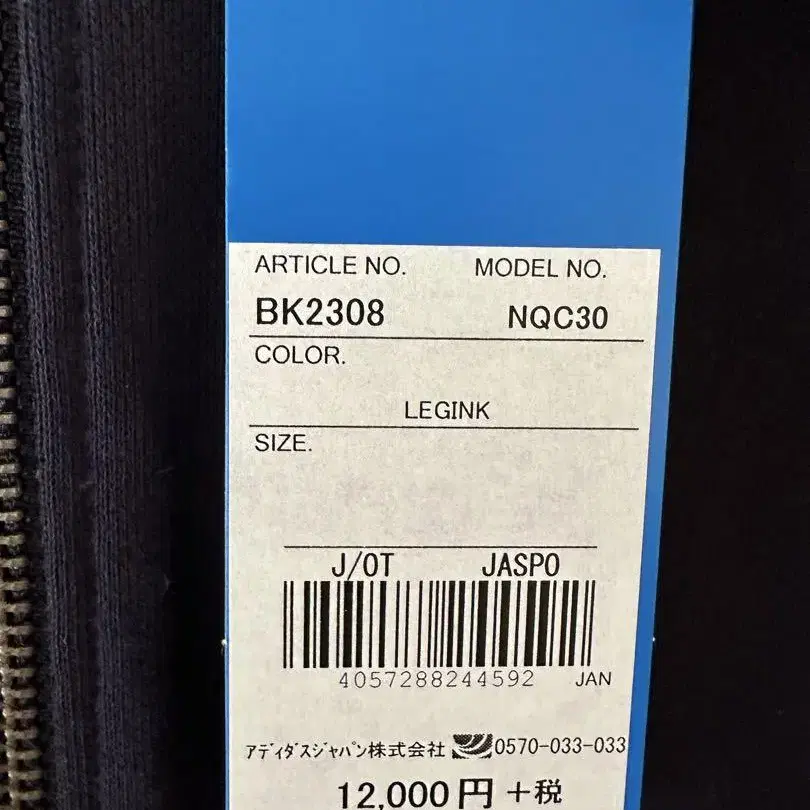 ARTICLE NO. MODEL NO.
BK2308 NQC30
COLOR.
LEGINK
SIZE.
J/OT JASPO
4057288244592 JAN
アディダスジャパン株式会社 0570-033-033
12,000円 +税